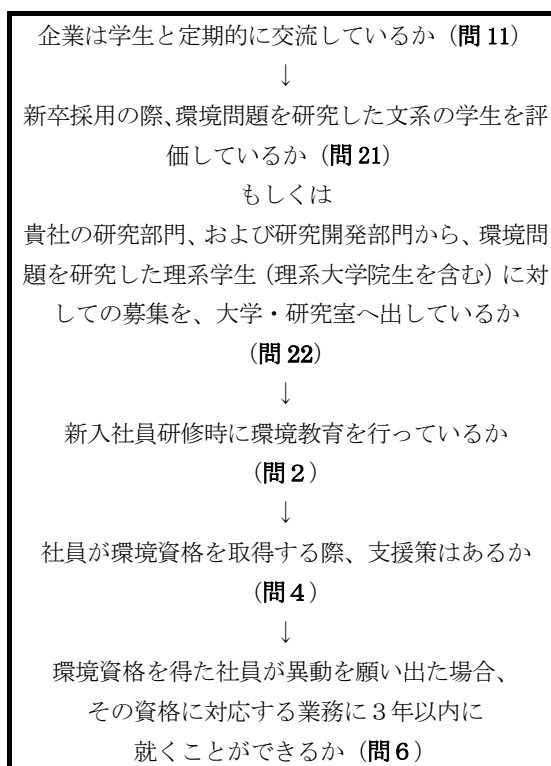 企業は学生と定期的に交流しているか（問 11）
↓
新卒採用の際、環境問題を研究した文系の学生を評
価しているか（問 21）
もしくは
貴社の研究部門、および研究開発部門から、環境問
題を研究した理系学生（理系大学院生を含む）に対
しての募集を、大学・研究室へ出しているか
（問 22）
↓
新入社員研修時に環境教育を行っているか
（問２）
↓
社員が環境資格を取得する際、支援策はあるか
（問４）
↓
環境資格を得た社員が異動を願い出た場合、
その資格に対応する業務に３年以内に
就くことができるか（問６）